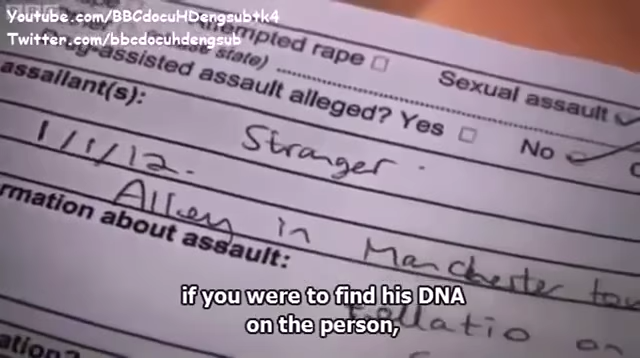 Youtube.com/BBCdocuHDengsubtk4
Twitter.com/bbcdocuhdengsub
rape □
Sexual assault ✓
state)
-assisted assault alleged? Yes □ No ✓
assailant(s):
Stranger.
1/1/12.
Alley in Manchester
rmation about assault:
if you were to find his DNA
on the person,